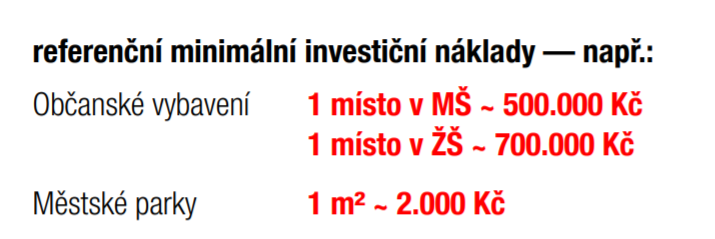 referenční minimální investiční náklady — např.:
Občanské vybavení 1 místo v MŠ ~ 500.000 Kč
1 místo v ŽŠ ~ 700.000 Kč
Městské parky 1 m² ~ 2.000 Kč